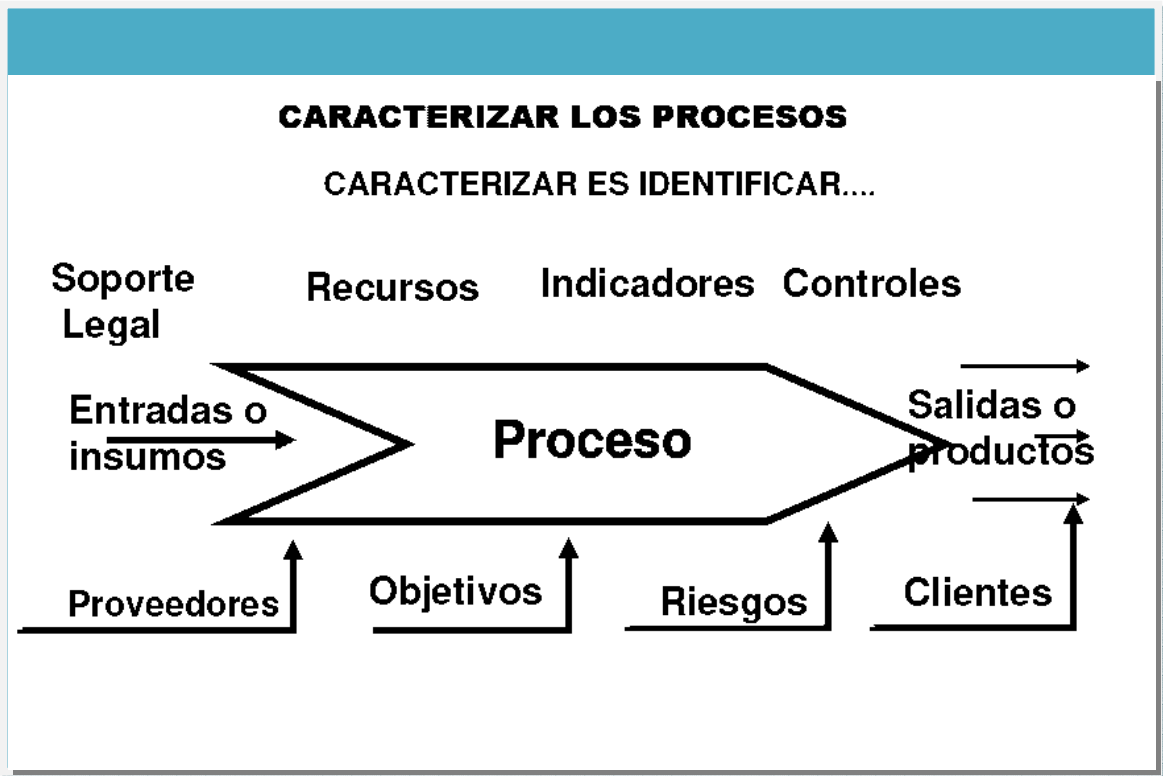 CARACTERIZAR LOS PROCESOS
CARACTERIZAR ES IDENTIFICAR....
Soporte
Legal
Recursos
Indicadores
Controles
Entradas o
insumos
Proceso
Salidas o
productos
Proveedores
Objetivos
Riesgos
Clientes